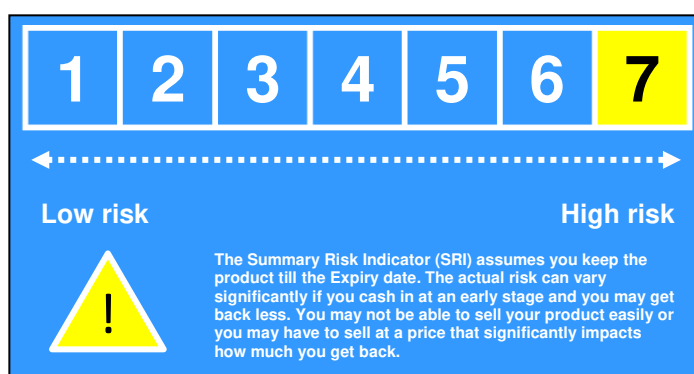 1 2 3 4 5 6 7
Low risk High risk
!
The Summary Risk Indicator (SRI) assumes you keep the
product till the Expiry date. The actual risk can vary
significantly if you cash in at an early stage and you may get
back less. You may not be able to sell your product easily or
you may have to sell at a price that significantly impacts
how much you get back.